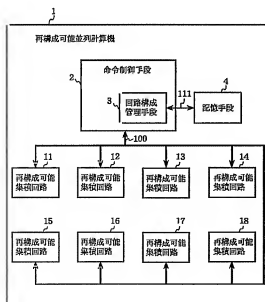 1
再構成可能並列計算機
命令制御手段
2
3
回路構成
管理手段
111
4
記憶手段
100
11
12
13
14
再構成可能
集積回路
再構成可能
集積回路
再構成可能
集積回路
再構成可能
集積回路
15
16
17
18
再構成可能
集積回路
再構成可能
集積回路
再構成可能
集積回路
再構成可能
集積回路